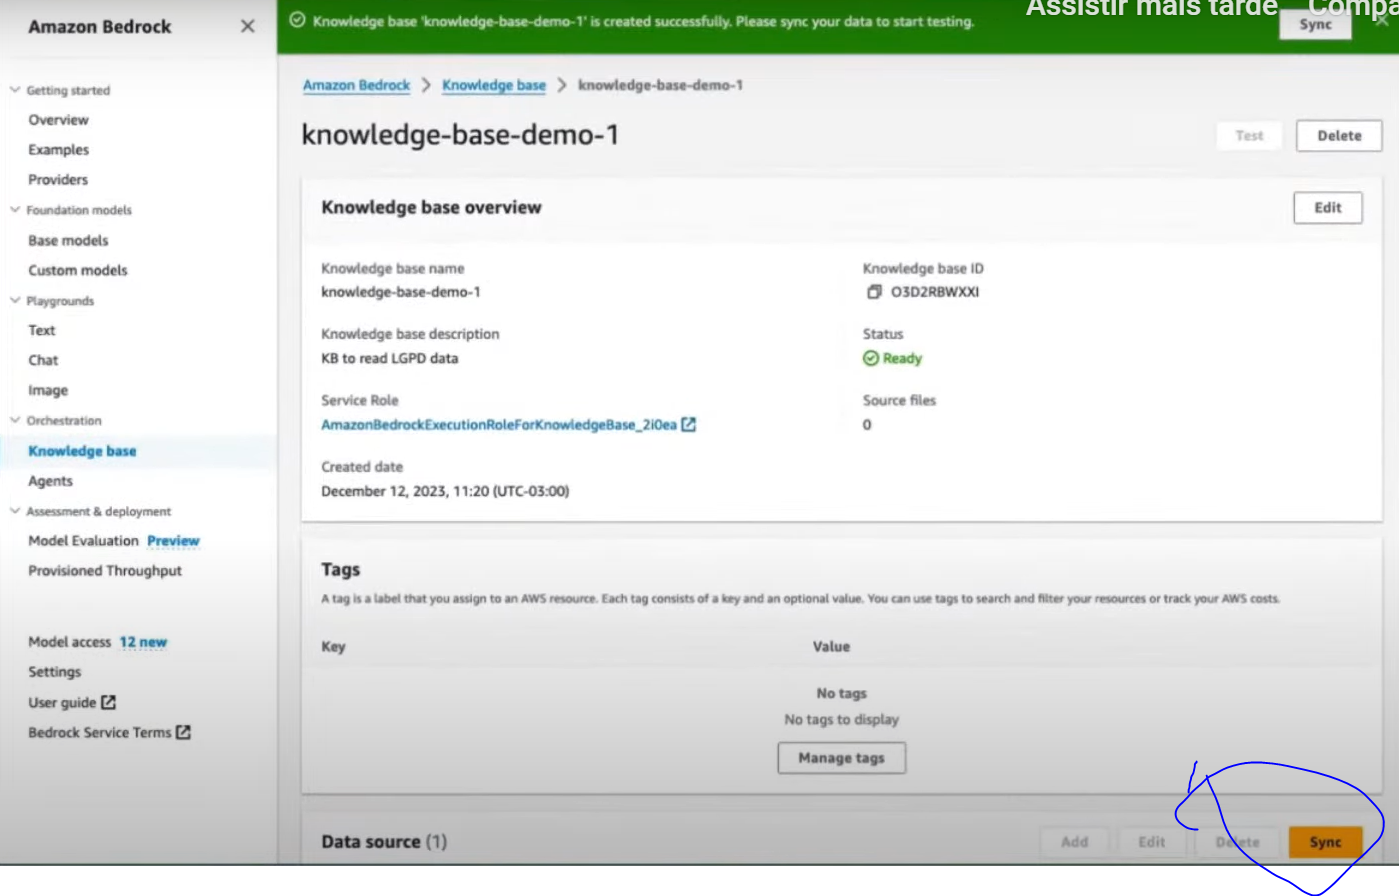 Amazon Bedrock
Getting started
Overview
Examples
Providers
Foundation models
Base models
Custom models
Playgrounds
Text
Chat
Image
Orchestration
Knowledge base
Agents
Assessment & deployment
Model Evaluation Preview
Provisioned Throughput
Model access 12 new
Settings
User guide
Bedrock Service Terms
Knowledge base 'knowledge-base-demo-1' is created successfully. Please sync your data to start testing.
Assistir mais tarde
Compa
Sync
Amazon Bedrock > Knowledge base > knowledge-base-demo-1
knowledge-base-demo-1
Test
Delete
Knowledge base overview
Edit
Knowledge base name
knowledge-base-demo-1
Knowledge base ID
O3D2RBWXXI
Knowledge base description
KB to read LGPD data
Status
Ready
Service Role
AmazonBedrockExecutionRoleForKnowledgeBase_2i0ea
Source files
0
Created date
December 12, 2023, 11:20 (UTC-03:00)
Tags
A tag is a label that you assign to an AWS resource. Each tag consists of a key and an optional value. You can use tags to search and filter your resources or track your AWS costs.
Key
Value
No tags
No tags to display
Manage tags
Data source (1)
Add
Edit
Delete
Sync